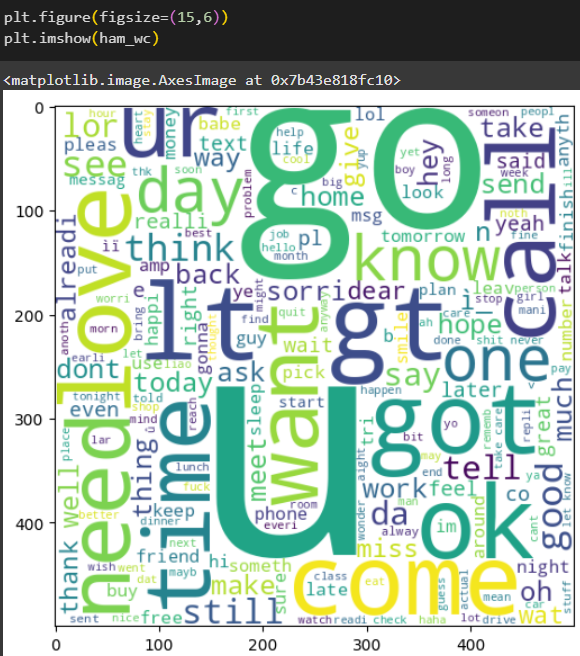 plt.figure(figsize=(15,6))
plt.imshow(ham_wc)
<matplotlib.image.AxesImage at 0x7b43e818fc10>
0
100
200
300
400
hour
lor
pleas
see
messag
ur
heart
stay
money
first
babe
text
way
thk
soon
day
realli
best
ïï
think
amp
back
problem
go
help
life
cool
c
big
home
job
hello
pl
month
lol
give
yup
msg
yet
boy
hey
long
look
tomorrow
know
someon
peopl
take
said
week
send
noth
yeah
n
fine
call
anyth
ill
finish
talk
number
alreadi
put
love
worri
anoth
morn
earli
dont
e
bring
happi
lt
right
gonna
let
use
liao
thought
today
ye
might
sorri
dear
find
guy
ask
want
quit
anyway
wait
pick
gt
b
smile
ah
say
plan
ì_
leav
person
stop
girl
care
mani
hope
done
shit
never
one
later
pay
tonight
told
even
shop
mind
ü
reach
place
lar
need
thing
time
lunch
fuck
well
better
keep
dinner
thank
next
friend
mayb
wish
went
dat
buy
sent
nice
free
still
u
start
meet
sleep
phone
room
everi
hi
someth
make
sure
class
late
eat
come
watch
readi
check
haha
happen
tri
got
bit
yo
aight
may
end
rememb
take care
repli
great
much
tell
ya
work
feel
co
good
let know
wonder
man
da
alway
miss
ok
im
around
cant
night
guess
actual
mean
oh
stuff
car
lot
drive
wat
0
100
200
300
400